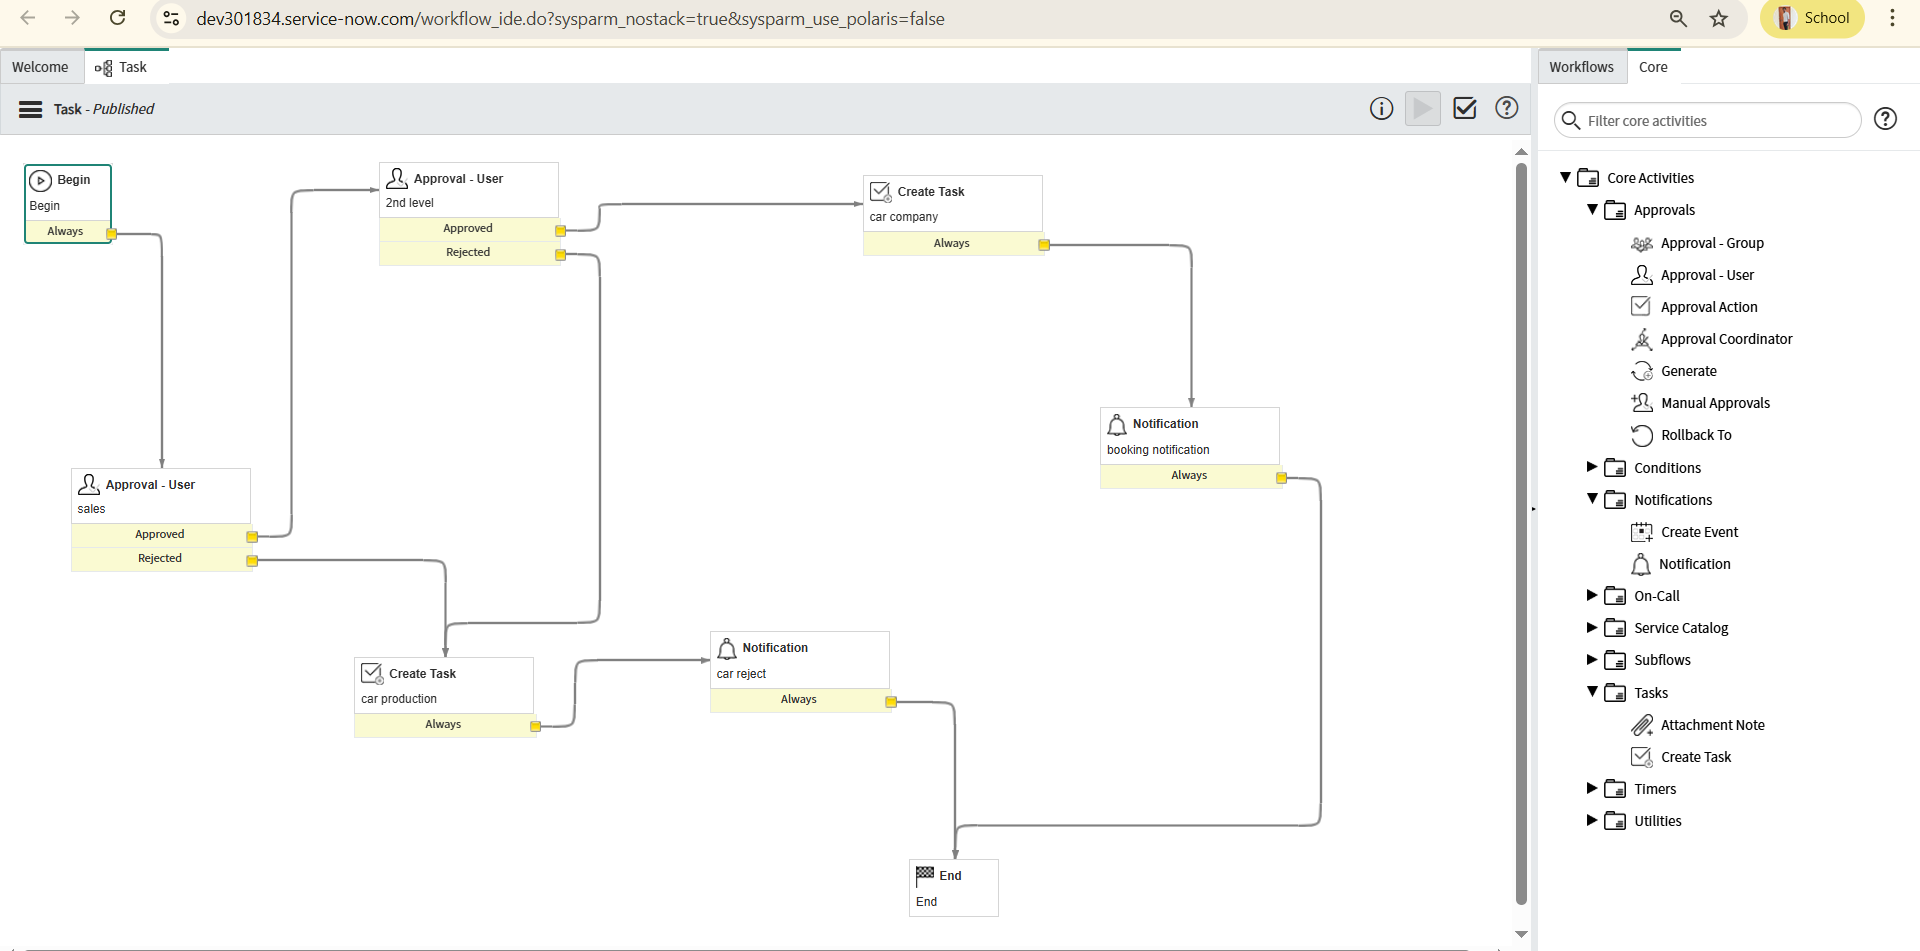 dev301834.service-now.com/workflow_ide.do?sysparm_nostack=true&sysparm_use_polaris=false
School
Welcome
Task
Workflows
Core
Task - Published
Filter core activities
Begin
Begin
Always
Approval - User
2nd level
Approved
Rejected
Create Task
car company
Always
Notification
booking notification
Always
Approval - User
sales
Approved
Rejected
Create Task
car production
Always
Notification
car reject
Always
End
End
Core Activities
Approvals
Approval - Group
Approval - User
Approval Action
Approval Coordinator
Generate
Manual Approvals
Rollback To
Conditions
Notifications
Create Event
Notification
On-Call
Service Catalog
Subflows
Tasks
Attachment Note
Create Task
Timers
Utilities